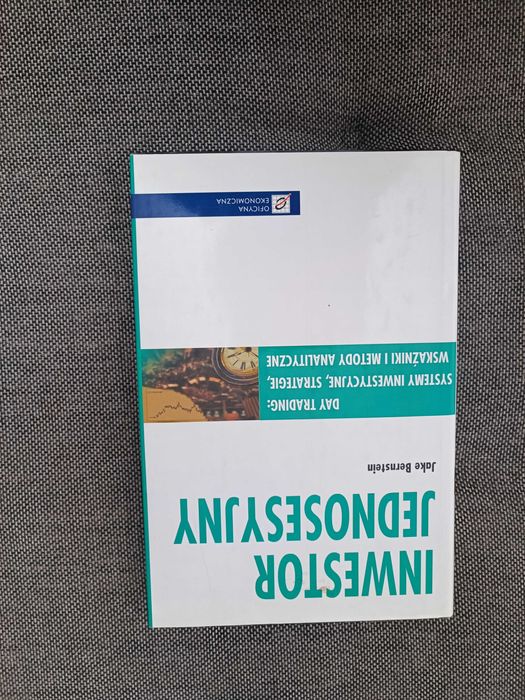 INWESTOR
JEDNOSESYJNY
Jake Bernstein
DAY TRADING:
SYSTEMY INWESTYCYJNE, STRATEGIE,
WSKAŹNIKI I METODY ANALITYCZNE
OFICYNA
EKONOMICZNA